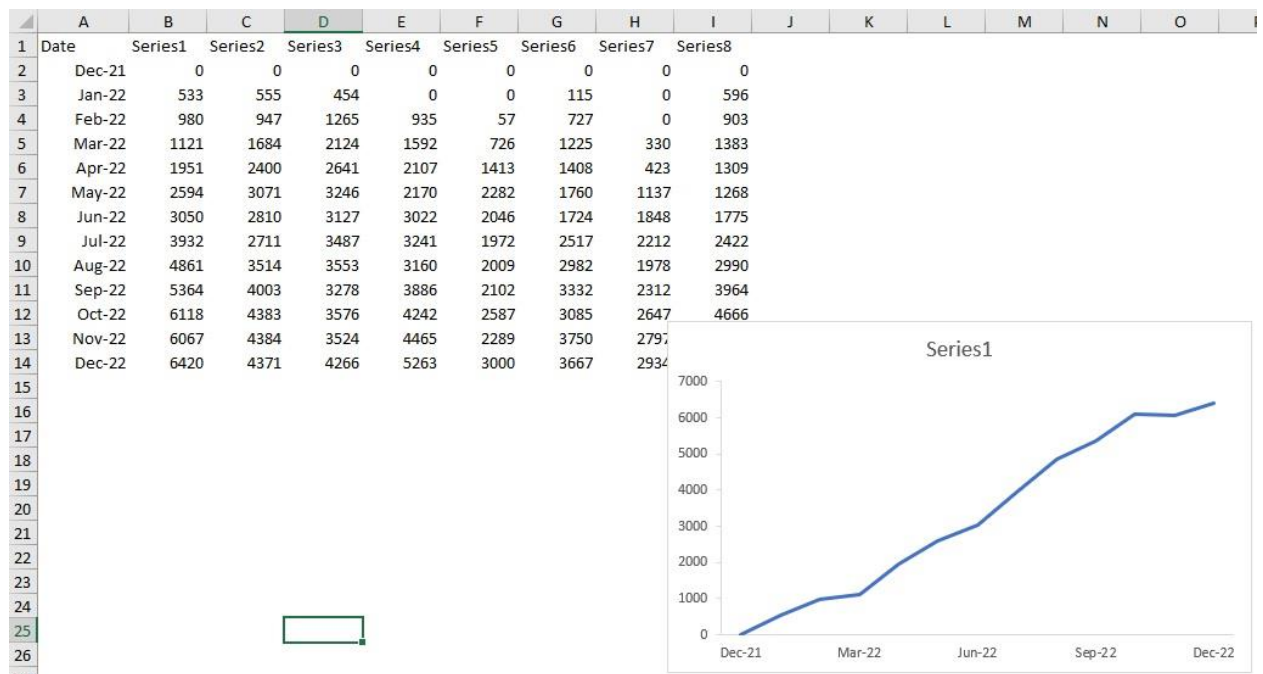 A B C D E F G H I J K L M N O
1 Date Series1 Series2 Series3 Series4 Series5 Series6 Series7 Series8
2 Dec-21 0 0 0 0 0 0 0 0
3 Jan-22 533 555 454 0 0 115 0 596
4 Feb-22 980 947 1265 935 57 727 0 903
5 Mar-22 1121 1684 2124 1592 726 1225 330 1383
6 Apr-22 1951 2400 2641 2107 1413 1408 423 1309
7 May-22 2594 3071 3246 2170 2282 1760 1137 1268
8 Jun-22 3050 2810 3127 3022 2046 1724 1848 1775
9 Jul-22 3932 2711 3487 3241 1972 2517 2212 2422
10 Aug-22 4861 3514 3553 3160 2009 2982 1978 2990
11 Sep-22 5364 4003 3278 3886 2102 3332 2312 3964
12 Oct-22 6118 4383 3576 4242 2587 3085 2647 4666
13 Nov-22 6067 4384 3524 4465 2289 3750 2797
14 Dec-22 6420 4371 4266 5263 3000 3667 2934
15
16
17
18
19
20
21
22
23
24
25
26
Series1
7000
6000
5000
4000
3000
2000
1000
0
Dec-21 Mar-22 Jun-22 Sep-22 Dec-22